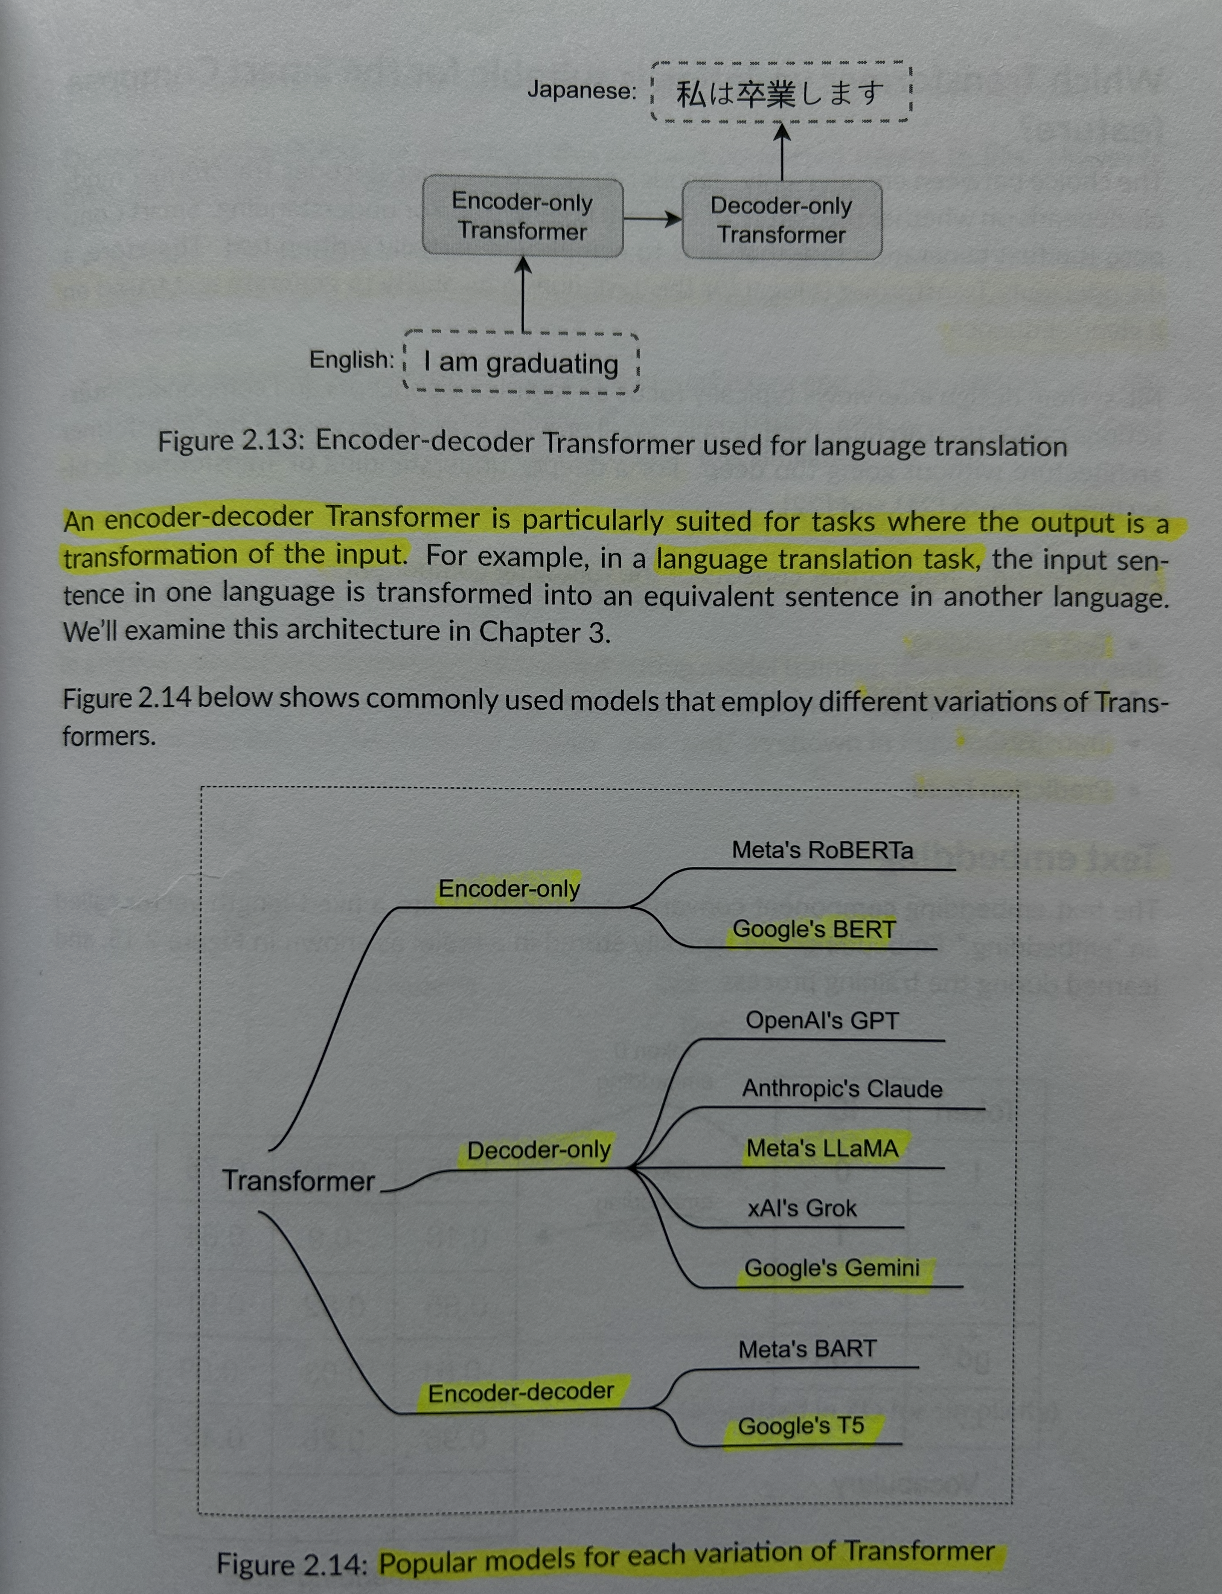 Japanese: 私は卒業します
Encoder-only
Transformer
Decoder-only
Transformer
English: I am graduating
Figure 2.13: Encoder-decoder Transformer used for language translation
An encoder-decoder Transformer is particularly suited for tasks where the output is a
transformation of the input. For example, in a language translation task, the input sen-
tence in one language is transformed into an equivalent sentence in another language.
We'll examine this architecture in Chapter 3.
Figure 2.14 below shows commonly used models that employ different variations of Trans-
formers.
Transformer
Encoder-only
Meta's RoBERTa
Google's BERT
Decoder-only
OpenAI's GPT
Anthropic's Claude
Meta's LLaMA
xAI's Grok
Google's Gemini
Encoder-decoder
Meta's BART
Google's T5
Figure 2.14: Popular models for each variation of Transformer